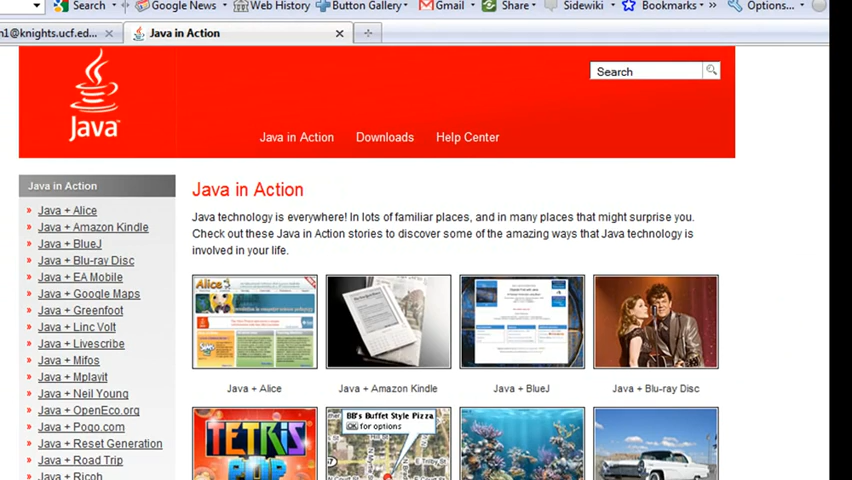 Search
Google News
Web History
Button Gallery
Gmail
Share
Sidewiki
Bookmarks
Options...
n1@knights.ucf.ed...
Java in Action
Search
Java
Java in Action
Downloads
Help Center
Java in Action
Java + Alice
Java + Amazon Kindle
Java + BlueJ
Java + Blu-ray Disc
Java + EA Mobile
Java + Google Maps
Java + Greenfoot
Java + Linc Volt
Java + Livescribe
Java + Mifos
Java + Mplayit
Java + Neil Young
Java + OpenEco.org
Java + Pogo.com
Java + Reset Generation
Java + Road Trip
Java + Ricoh
Java in Action
Java technology is everywhere! In lots of familiar places, and in many places that might surprise you.
Check out these Java in Action stories to discover some of the amazing ways that Java technology is
involved in your life.
Alice
Java + Alice
Java + Amazon Kindle
Java + BlueJ
Java + Blu-ray Disc
TETRIS
POP
BB's Buffet Style Pizza
OK for options